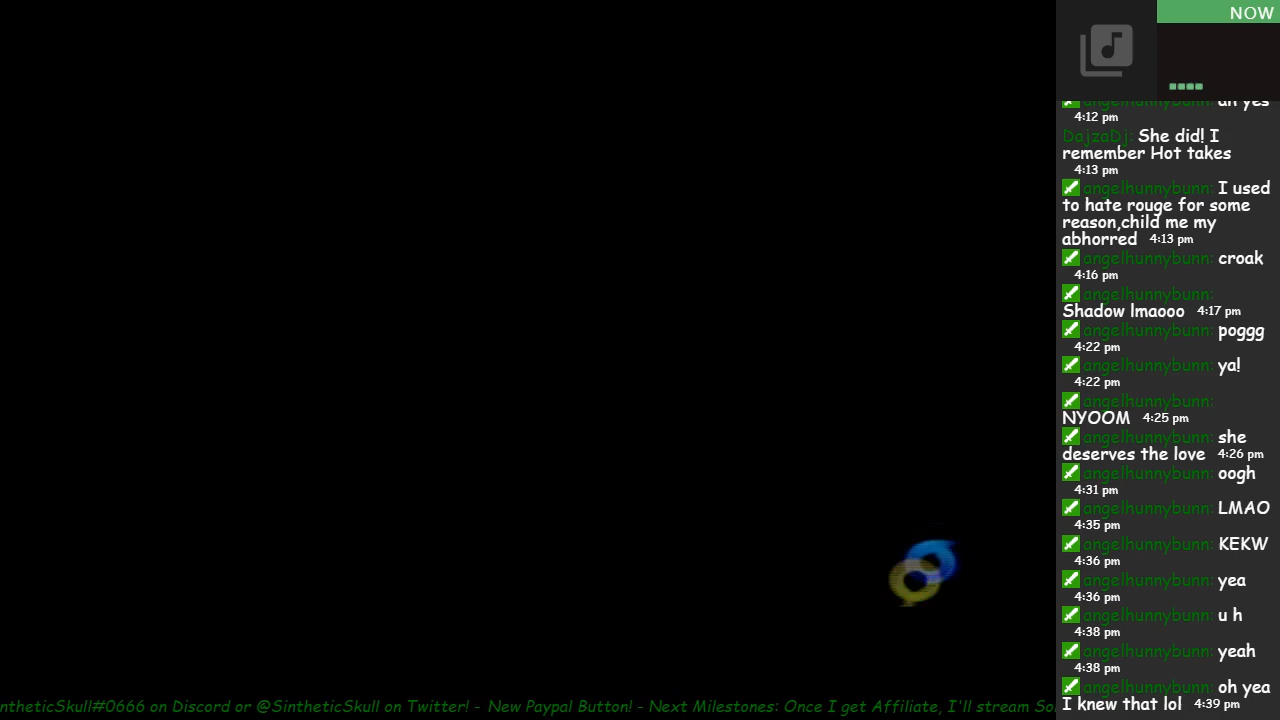 NOW
angelhunnybunn: ah yes
4:12 pm
DajzaDj: She did! I
remember Hot takes
4:13 pm
angelhunnybunn: I used
to hate rouge for some
reason,child me my
abhorred 4:13 pm
angelhunnybunn: croak
4:16 pm
angelhunnybunn:
Shadow lmaooo 4:17 pm
angelhunnybunn: poggg
4:22 pm
angelhunnybunn: ya!
4:22 pm
angelhunnybunn:
NYOOM 4:25 pm
angelhunnybunn: she
deserves the love 4:26 pm
angelhunnybunn: oogh
4:31 pm
angelhunnybunn: LMAO
4:35 pm
angelhunnybunn: KEKW
4:36 pm
angelhunnybunn: yea
4:36 pm
angelhunnybunn: u h
4:38 pm
angelhunnybunn: yeah
4:38 pm
angelhunnybunn: oh yea
I knew that lol 4:39 pm
ntheticSkull#0666 on Discord or @SintheticSkull on Twitter! - New Paypal Button! - Next Milestones: Once I get Affiliate, I'll stream So